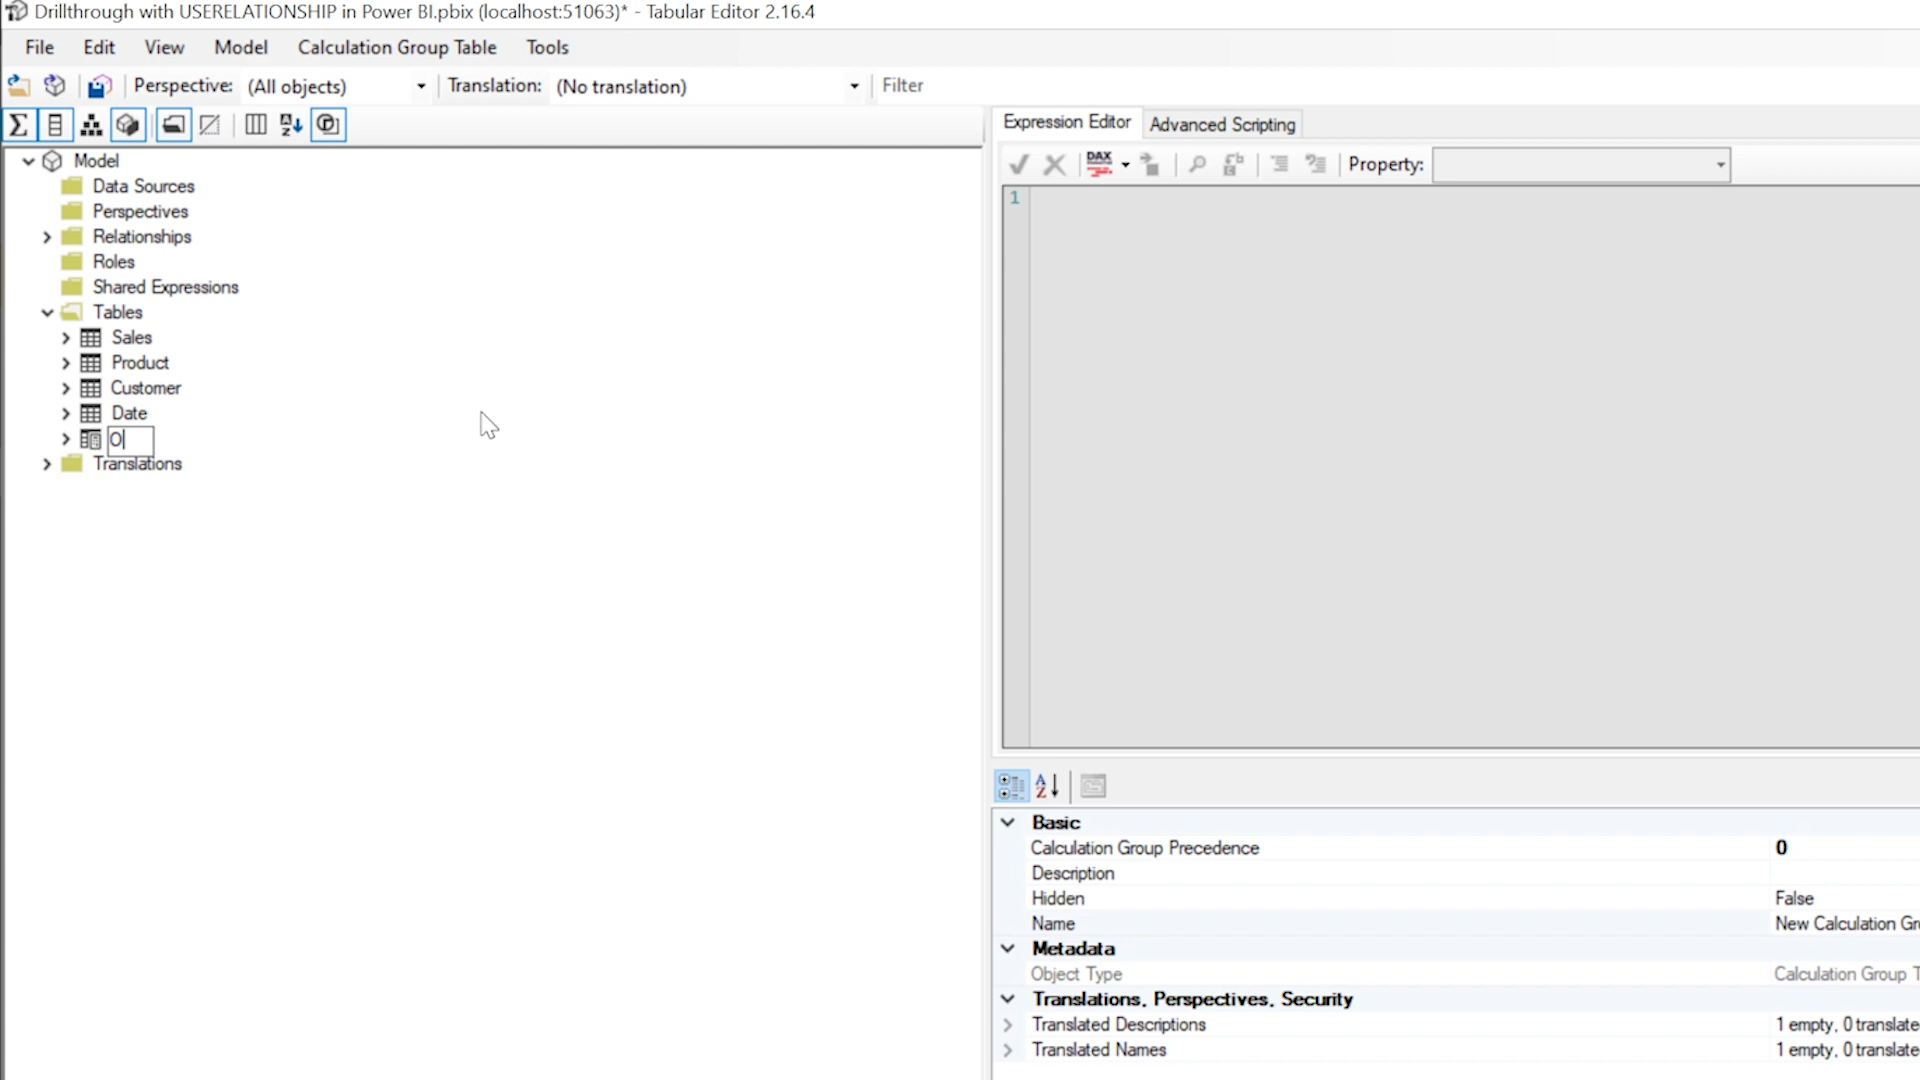 Drillthrough with USERELATIONSHIP in Power BI.pbix (localhost:51063)* - Tabular Editor 2.16.4
File Edit View Model Calculation Group Table Tools
Perspective: (All objects) Translation: (No translation) Filter
Expression Editor Advanced Scripting
DAX Property:
1
Model
Data Sources
Perspectives
Relationships
Roles
Shared Expressions
Tables
Sales
Product
Customer
Date
O
Translations
Basic
Calculation Group Precedence 0
Description
Hidden False
Name New Calculation Gr
Metadata
Object Type Calculation Group T
Translations, Perspectives, Security
Translated Descriptions 1 empty, 0 translate
Translated Names 1 empty, 0 translate